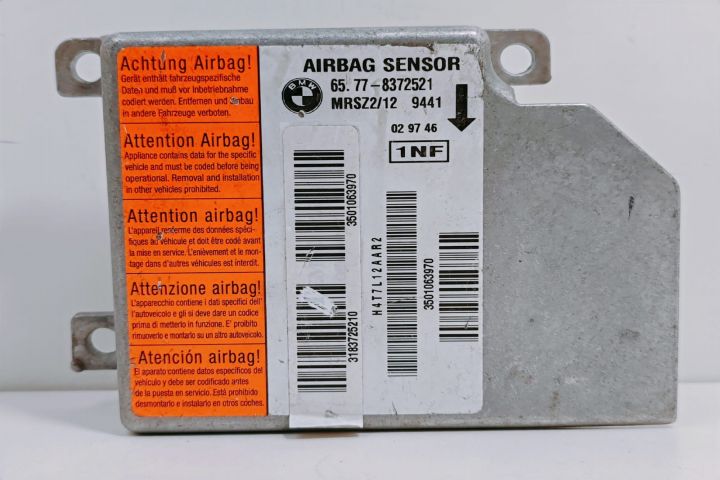 Achtung Airbag!
Gerät enthält fahrzeugspezifische
Daten und muß vor Inbetriebnahme
codiert werden. Entfernen und Einbau
in andere Fahrzeuge verboten.
Attention Airbag!
Appliance contains data for the specific
vehicle and must be coded before being
operational. Removal and installation
in other vehicles prohibited.
Attention airbag!
L'appareil renferme des données spéci-
fiques au véhicule et doit être codé avant
la mise en service. L'enièvement et le mon-
tage dans d'autres véhicules est interdit.
Attenzione airbag!
L'apparecchio contiene i dati specifici dell'
autoveicolo e gli si deve dare un codice
prima di metterlo in funzione. E' proibito
rimuoverlo e montarlo su un altro autoveicolo.
Atención airbag!
El aparato contiene datos específicos del
vehículo y debe ser codificado antes
de la puesta en servicio. Está prohibido
desmontarlo e instalarlo en otros coches.
AIRBAG SENSOR
BMW
65.77-8372521
MRSZ2/12 9441
02 97 46
1NF
3501063970
3183725210
H4T7L12AAR2
3501063970